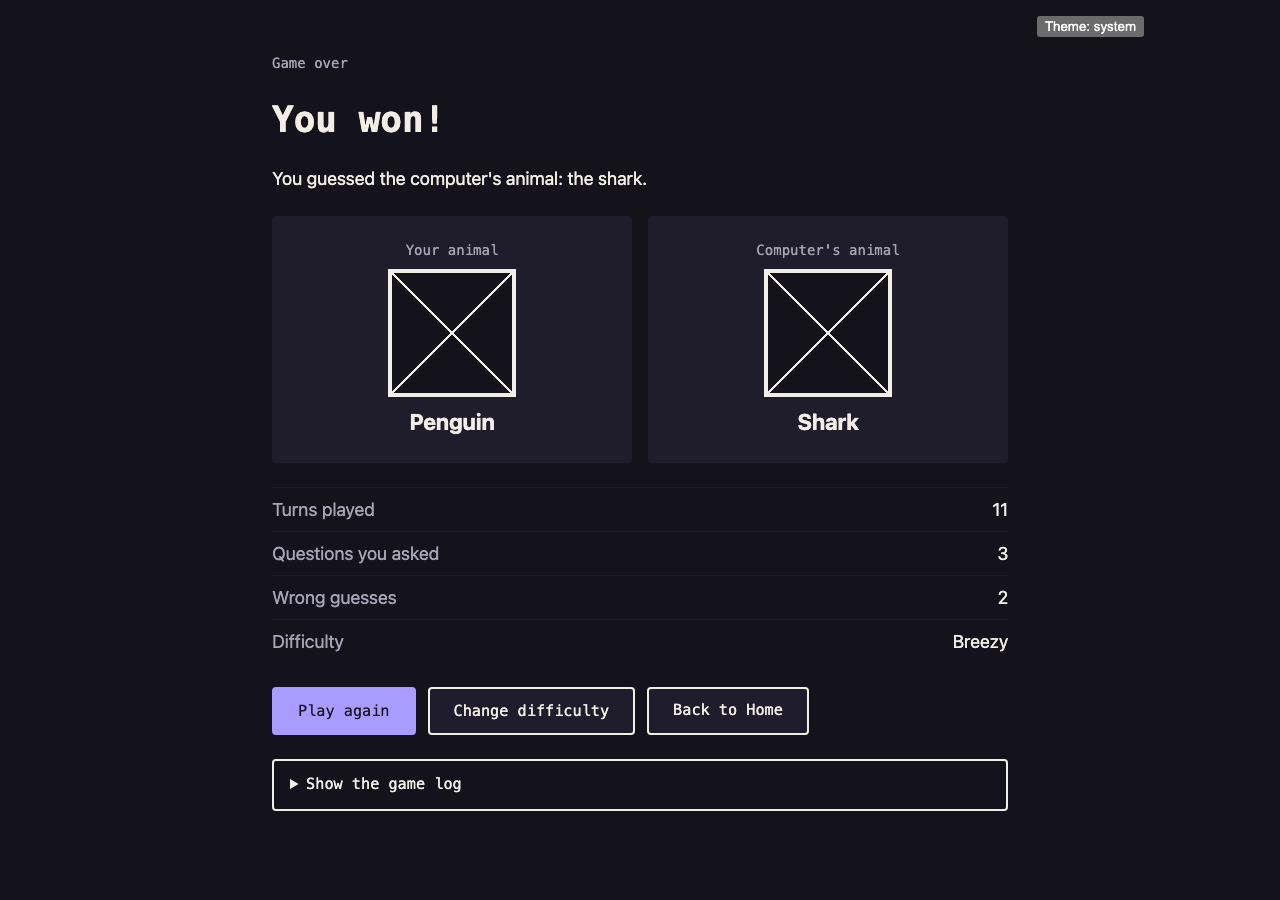 Theme: system
Game over
You won!
You guessed the computer's animal: the shark.
Your animal
Computer's animal
Penguin
Shark
Turns played 11
Questions you asked 3
Wrong guesses 2
Difficulty Breezy
Play again
Change difficulty
Back to Home
Show the game log